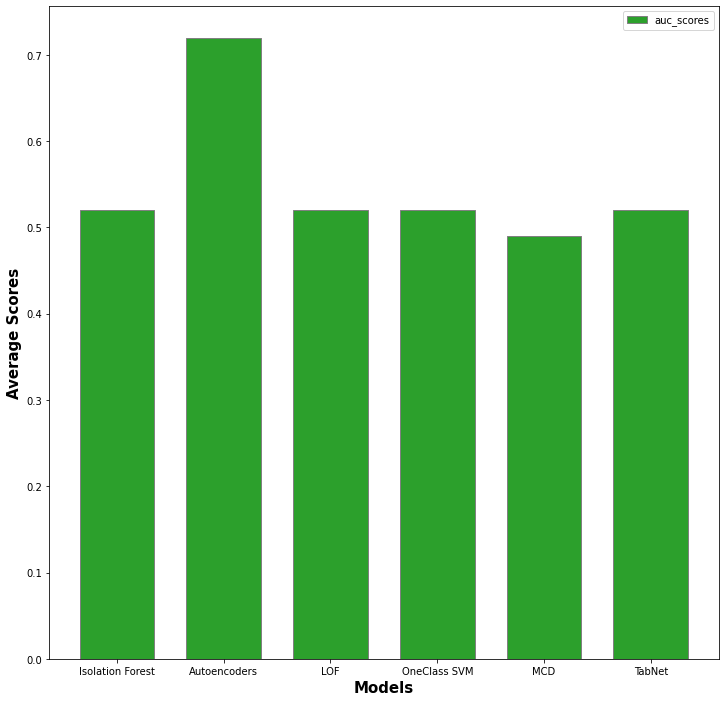 auc_scores
Average Scores
0.7
0.6
0.5
0.4
0.3
0.2
0.1
0.0
Isolation Forest Autoencoders LOF OneClass SVM MCD TabNet
Models